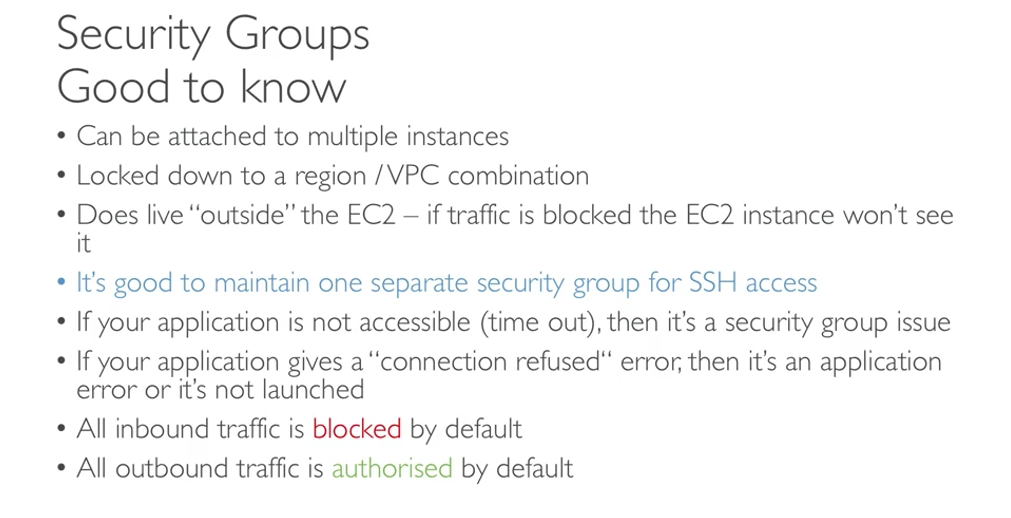 Security Groups
Good to know
• Can be attached to multiple instances
• Locked down to a region / VPC combination
• Does live “outside” the EC2 – if traffic is blocked the EC2 instance won’t see
it
• It’s good to maintain one separate security group for SSH access
• If your application is not accessible (time out), then it’s a security group issue
• If your application gives a “connection refused“ error, then it’s an application
error or it’s not launched
• All inbound traffic is blocked by default
• All outbound traffic is authorised by default